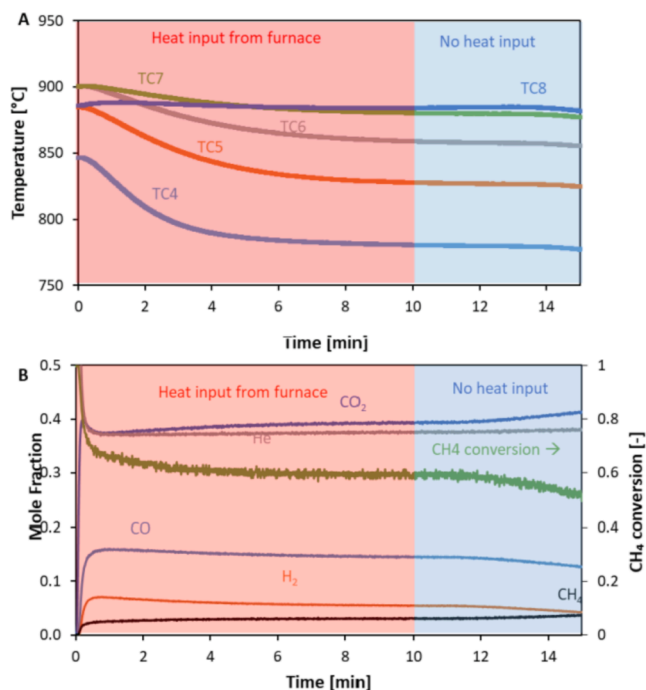 A
950
900
850
780
750
Temperature [°C]
Heat input from furnace
No heat input
TC7
TC8
TC6
TC5
TC4
0
2
4
6
8
10
12
14
Time [min]
B
0.5
0.4
0.3
0.2
0.1
0.0
Mole Fraction
Heat input from furnace
No heat input
CO₂
He
CH4 conversion →
CO
H₂
CH₄
1
0.8
0.6
0.4
0.2
0
CH₄ conversion [-]
0
2
4
6
8
10
12
14
Time [min]